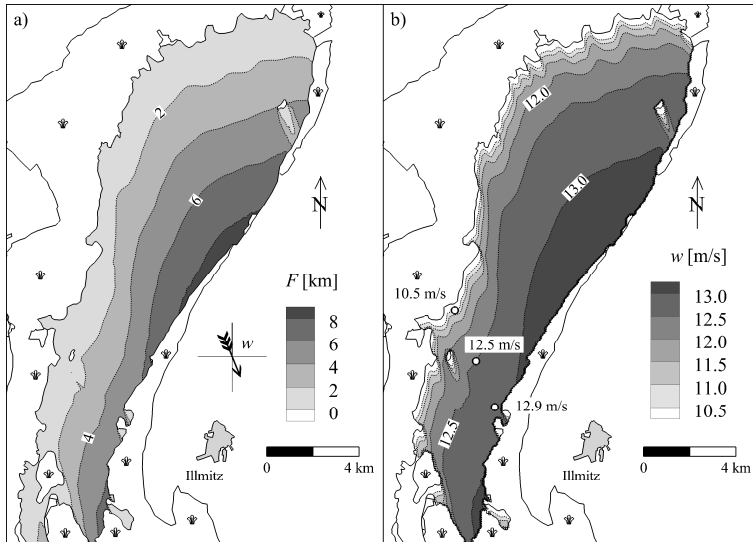 a)
2
6
4
N
F [km]
8
6
4
2
0
w
0 4 km
Illmitz
b)
12.0
13.0
12.5
N
10.5 m/s
12.5 m/s
12.9 m/s
w [m/s]
13.0
12.5
12.0
11.5
11.0
10.5
0 4 km
Illmitz